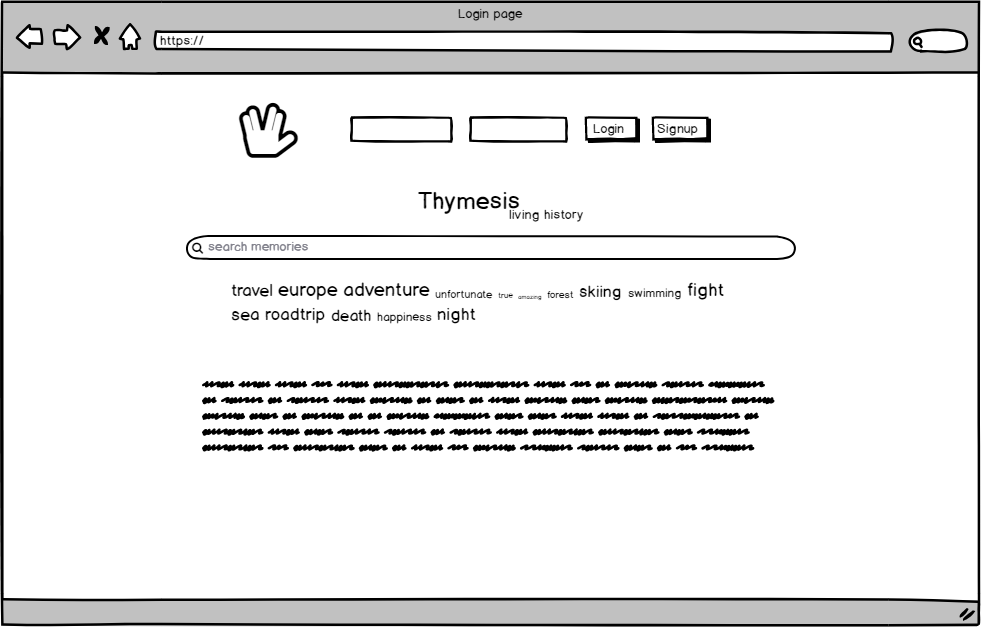 Login page
https://
Login Signup
Thymesis
living history
search memories
travel europe adventure unfortunate true amazing forest skiing swimming fight
sea roadtrip death happiness night